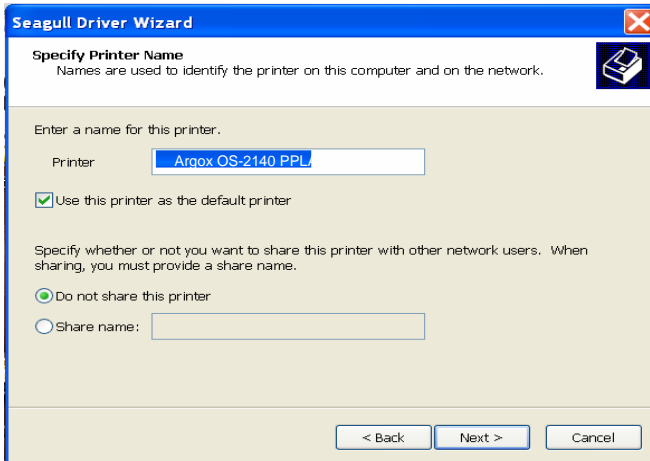 Seagull Driver Wizard
Specify Printer Name
Names are used to identify the printer on this computer and on the network.
Enter a name for this printer.
Printer
Argox OS-2140 PPLA
Use this printer as the default printer
Specify whether or not you want to share this printer with other network users. When
sharing, you must provide a share name.
Do not share this printer
Share name:
< Back
Next >
Cancel